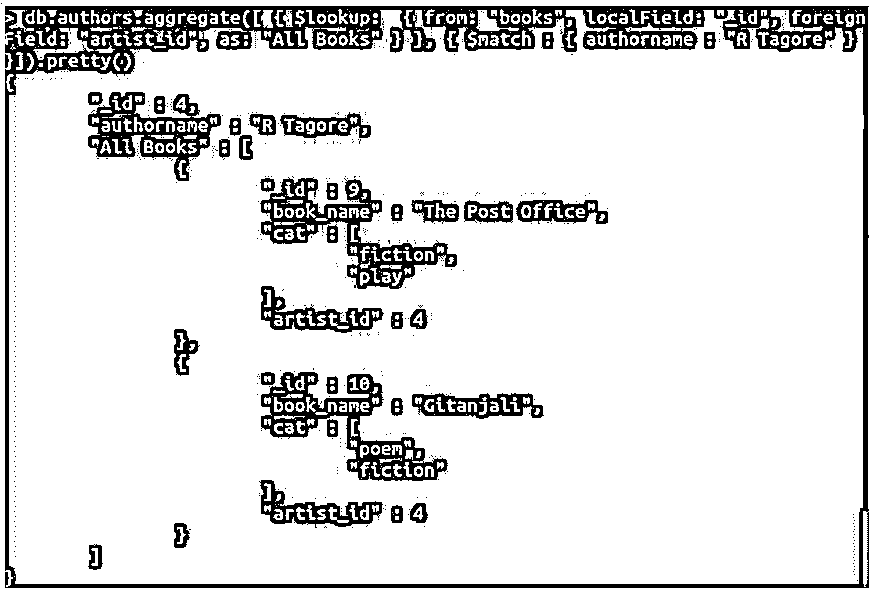 > db.authors.aggregate([ { $lookup:  { from: "books", localField: "_id", foreign
Field: "artist_id", as: "All Books" } }, { $match : { authorname : "R Tagore" }
}]).pretty()
{
        "_id" : 4,
        "authorname" : "R Tagore",
        "All Books" : [
                {
                        "_id" : 9,
                        "book_name" : "The Post Office",
                        "cat" : [
                                "fiction",
                                "play"
                        ],
                        "artist_id" : 4
                },
                {
                        "_id" : 10,
                        "book_name" : "Gitanjali",
                        "cat" : [
                                "poem",
                                "fiction"
                        ],
                        "artist_id" : 4
                }
        ]
}